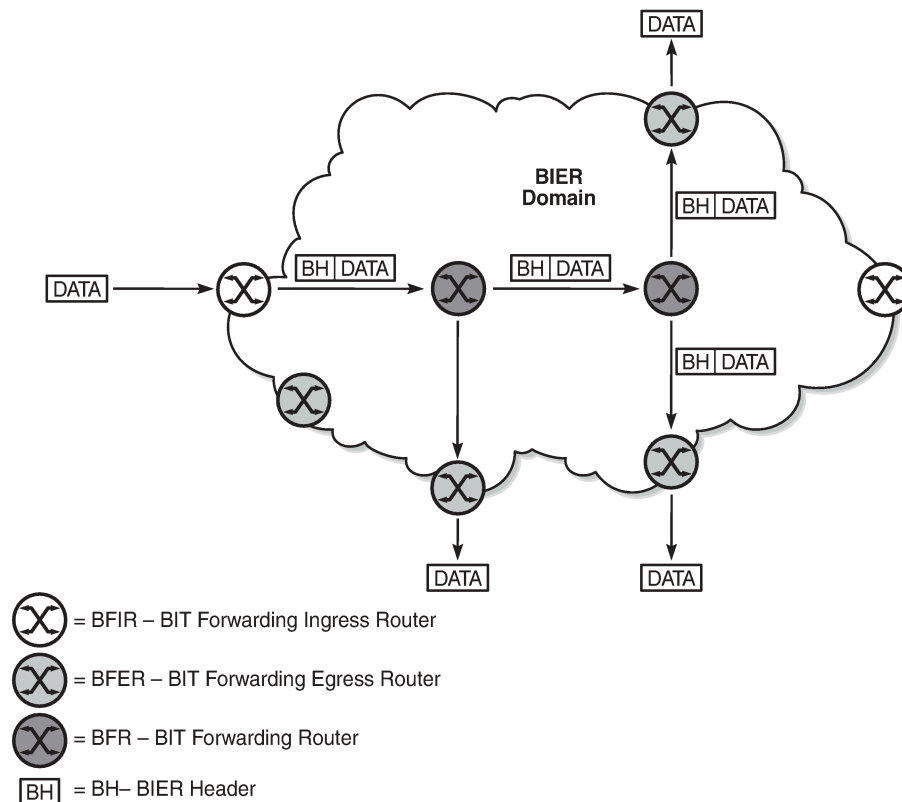 DATA
BIER
Domain
BH DATA
BH DATA
BH DATA
DATA
BH DATA
DATA
DATA
= BFIR – BIT Forwarding Ingress Router
= BFER – BIT Forwarding Egress Router
= BFR – BIT Forwarding Router
BH = BH– BIER Header